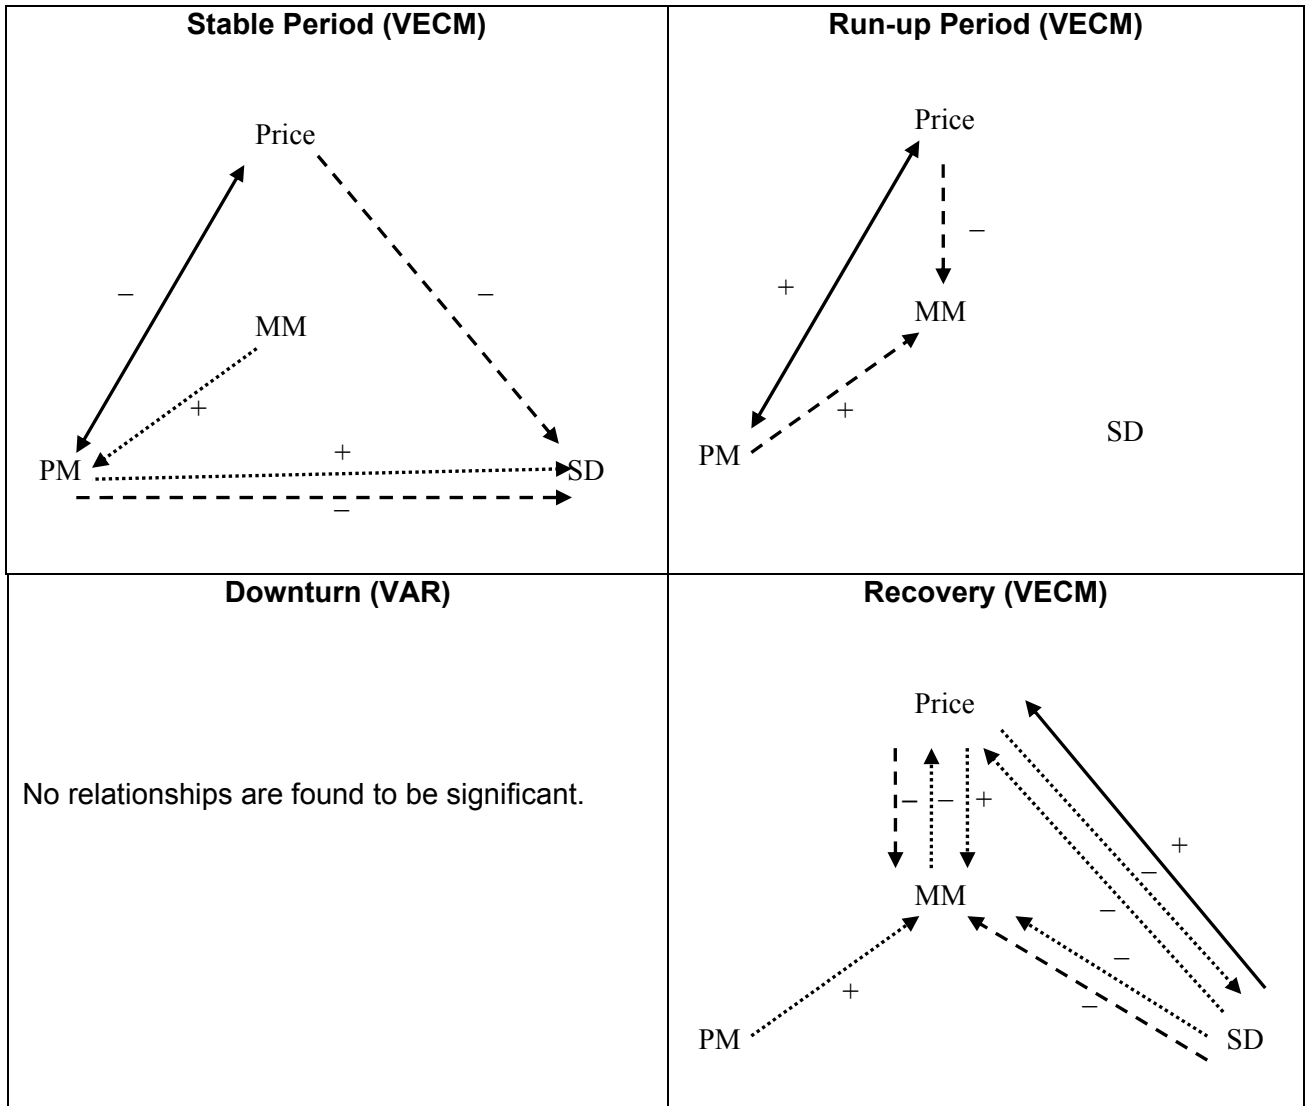 Stable Period (VECM)
Price
–
–
MM
+
+
PM
SD
–
Run-up Period (VECM)
Price
–
+
MM
+
SD
PM
Downturn (VAR)
No relationships are found to be significant.
Recovery (VECM)
Price
– – +
+
–
MM
–
–
+
–
PM
SD